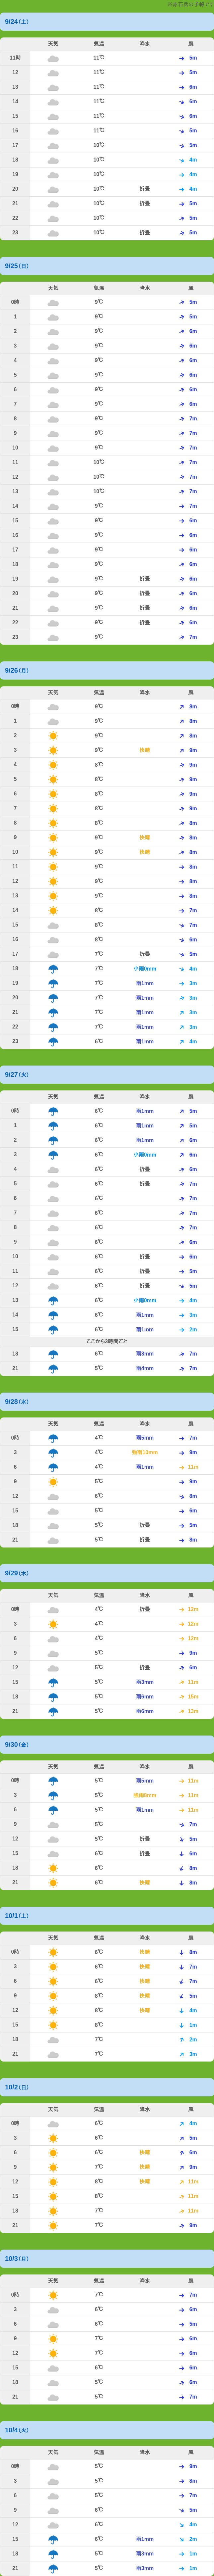 9/24(土)
天気 気温 降水 風
11時 11℃ 5m
12 11℃ 5m
13 11℃ 6m
14 11℃ 6m
15 11℃ 6m
16 11℃ 5m
17 10℃ 5m
18 10℃ 4m
19 10℃ 4m
20 10℃ 折曇 4m
21 10℃ 折曇 5m
22 10℃ 5m
23 10℃ 折曇 5m
9/25(日)
天気 気温 降水 風
0時 9℃ 5m
1 9℃ 5m
2 9℃ 6m
3 9℃ 6m
4 9℃ 6m
5 9℃ 6m
6 9℃ 6m
7 9℃ 6m
8 9℃ 7m
9 9℃ 7m
10 9℃ 7m
11 10℃ 7m
12 10℃ 7m
13 10℃ 7m
14 9℃ 7m
15 9℃ 6m
16 9℃ 6m
17 9℃ 6m
18 9℃ 6m
19 9℃ 折曇 6m
20 9℃ 折曇 6m
21 9℃ 折曇 6m
22 9℃ 折曇 6m
23 9℃ 7m
9/26(月)
天気 気温 降水 風
0時 9℃ 8m
1 9℃ 8m
2 9℃ 8m
3 9℃ 快晴 9m
4 8℃ 9m
5 8℃ 9m
6 8℃ 9m
7 8℃ 9m
8 8℃ 8m
9 9℃ 快晴 8m
10 9℃ 快晴 8m
11 9℃ 8m
12 9℃ 8m
13 9℃ 8m
14 8℃ 7m
15 8℃ 7m
16 8℃ 6m
17 7℃ 折曇 5m
18 7℃ 小雨0mm 4m
19 7℃ 雨1mm 3m
20 7℃ 雨1mm 3m
21 7℃ 雨1mm 3m
22 7℃ 雨1mm 3m
23 6℃ 雨1mm 4m
9/27(火)
天気 気温 降水 風
0時 6℃ 雨1mm 5m
1 6℃ 雨1mm 5m
2 6℃ 雨1mm 6m
3 6℃ 小雨0mm 6m
4 6℃ 折曇 6m
5 6℃ 折曇 7m
6 6℃ 7m
7 6℃ 7m
8 6℃ 7m
9 6℃ 6m
10 6℃ 折曇 6m
11 6℃ 折曇 5m
12 6℃ 折曇 5m
13 6℃ 小雨0mm 4m
14 6℃ 雨1mm 3m
15 6℃ 雨1mm 2m
ここから3時間ごと
18 6℃ 雨3mm 7m
21 5℃ 雨4mm 7m
9/28(水)
天気 気温 降水 風
0時 4℃ 雨5mm 7m
3 4℃ 強雨10mm 9m
6 4℃ 雨1mm 11m
9 5℃ 9m
12 6℃ 8m
15 5℃ 6m
18 5℃ 折曇 5m
21 5℃ 折曇 8m
9/29(木)
天気 気温 降水 風
0時 4℃ 折曇 12m
3 4℃ 12m
6 4℃ 12m
9 5℃ 9m
12 5℃ 折曇 6m
15 5℃ 雨3mm 11m
18 5℃ 雨6mm 15m
21 5℃ 雨6mm 13m
9/30(金)
天気 気温 降水 風
0時 5℃ 雨5mm 11m
3 5℃ 強雨8mm 11m
6 5℃ 雨1mm 11m
9 5℃ 7m
12 5℃ 折曇 5m
15 6℃ 折曇 6m
18 6℃ 8m
21 6℃ 快晴 8m
10/1(土)
天気 気温 降水 風
0時 6℃ 快晴 8m
3 6℃ 快晴 7m
6 6℃ 快晴 7m
9 8℃ 快晴 5m
12 8℃ 快晴 4m
15 8℃ 1m
18 7℃ 2m
21 7℃ 3m
10/2(日)
天気 気温 降水 風
0時 6℃ 4m
3 6℃ 5m
6 6℃ 快晴 6m
9 7℃ 快晴 9m
12 8℃ 快晴 11m
15 8℃ 11m
18 7℃ 11m
21 7℃ 9m
10/3(月)
天気 気温 降水 風
0時 7℃ 7m
3 6℃ 6m
6 6℃ 5m
9 7℃ 6m
12 7℃ 6m
15 6℃ 5m
18 5℃ 6m
21 5℃ 7m
10/4(火)
天気 気温 降水 風
0時 5℃ 9m
3 5℃ 8m
6 5℃ 7m
9 6℃ 5m
12 6℃ 4m
15 6℃ 雨1mm 2m
18 5℃ 雨3mm 1m
21 5℃ 雨3mm 1m